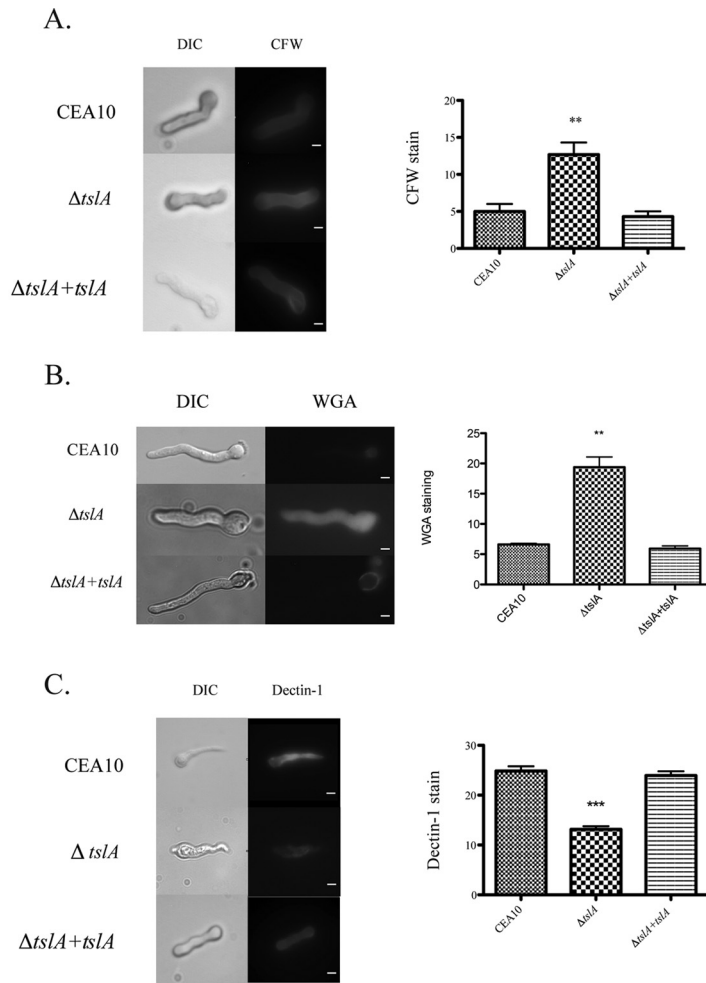 A.
DIC CFW
CEA10
ΔtslA
ΔtslA+tslA
CFW stain
20
15
10
5
0
**
CEA10
ΔtslA
ΔtslA+tslA
B.
DIC WGA
CEA10
ΔtslA
ΔtslA+tslA
WGA staining
25
20
15
10
5
0
**
CEA10
ΔtslA
ΔtslA+tslA
C.
DIC Dectin-1
CEA10
Δ tslA
ΔtslA+tslA
Dectin-1 stain
30
20
10
0
***
CEA10
ΔtslA
ΔtslA+tslA